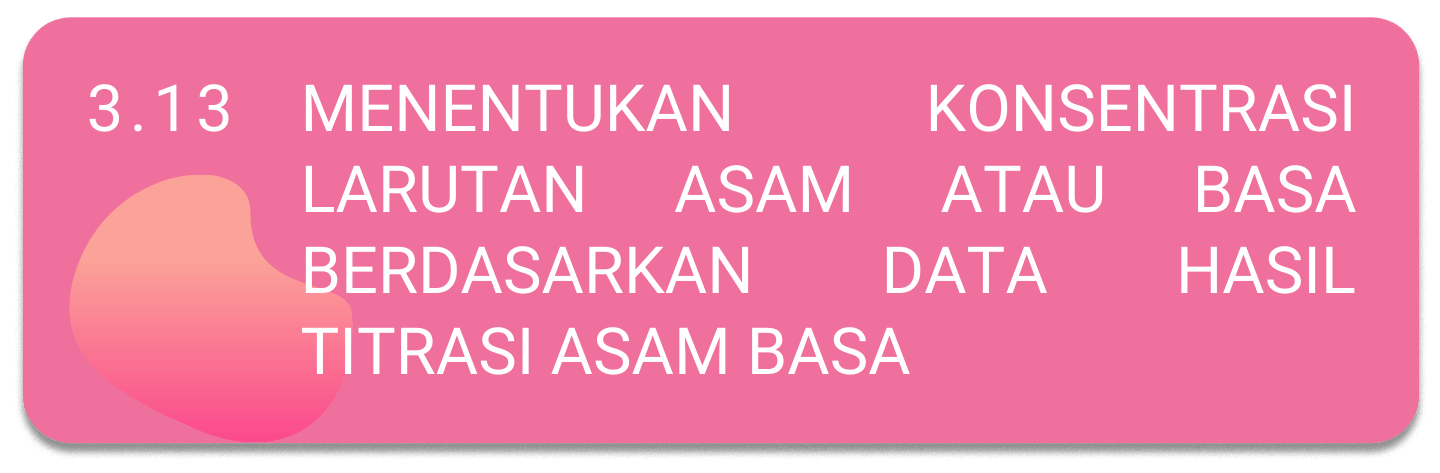 3.13 MENENTUKAN KONSENTRASI
LARUTAN ASAM ATAU BASA
BERDASARKAN DATA HASIL
TITRASI ASAM BASA